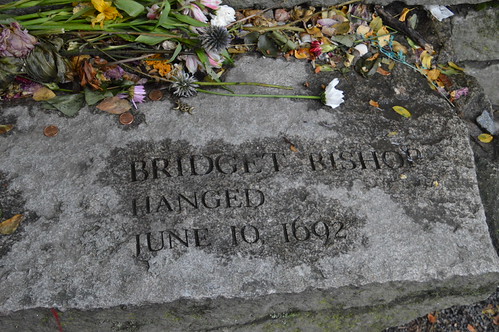 BRIDGET BISHOP
HANGED
JUNE 10, 1692